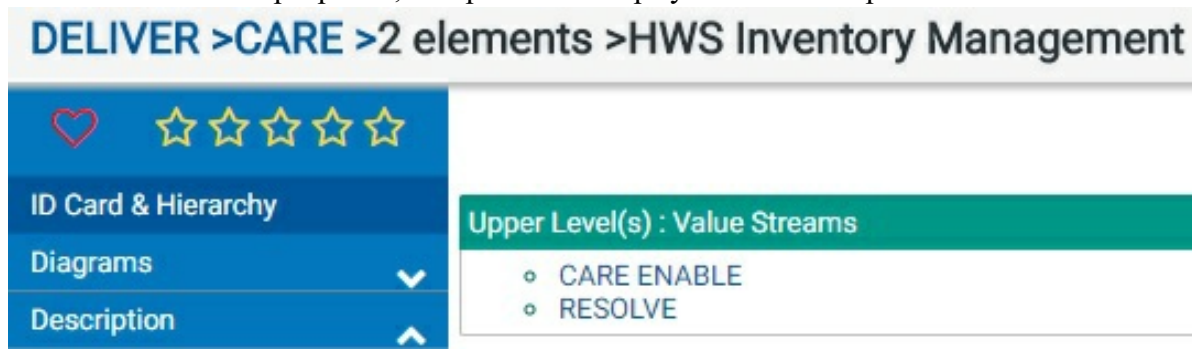 DELIVER >CARE >2 elements >HWS Inventory Management
ID Card & Hierarchy
Diagrams
Description
Upper Level(s) : Value Streams
CARE ENABLE
RESOLVE